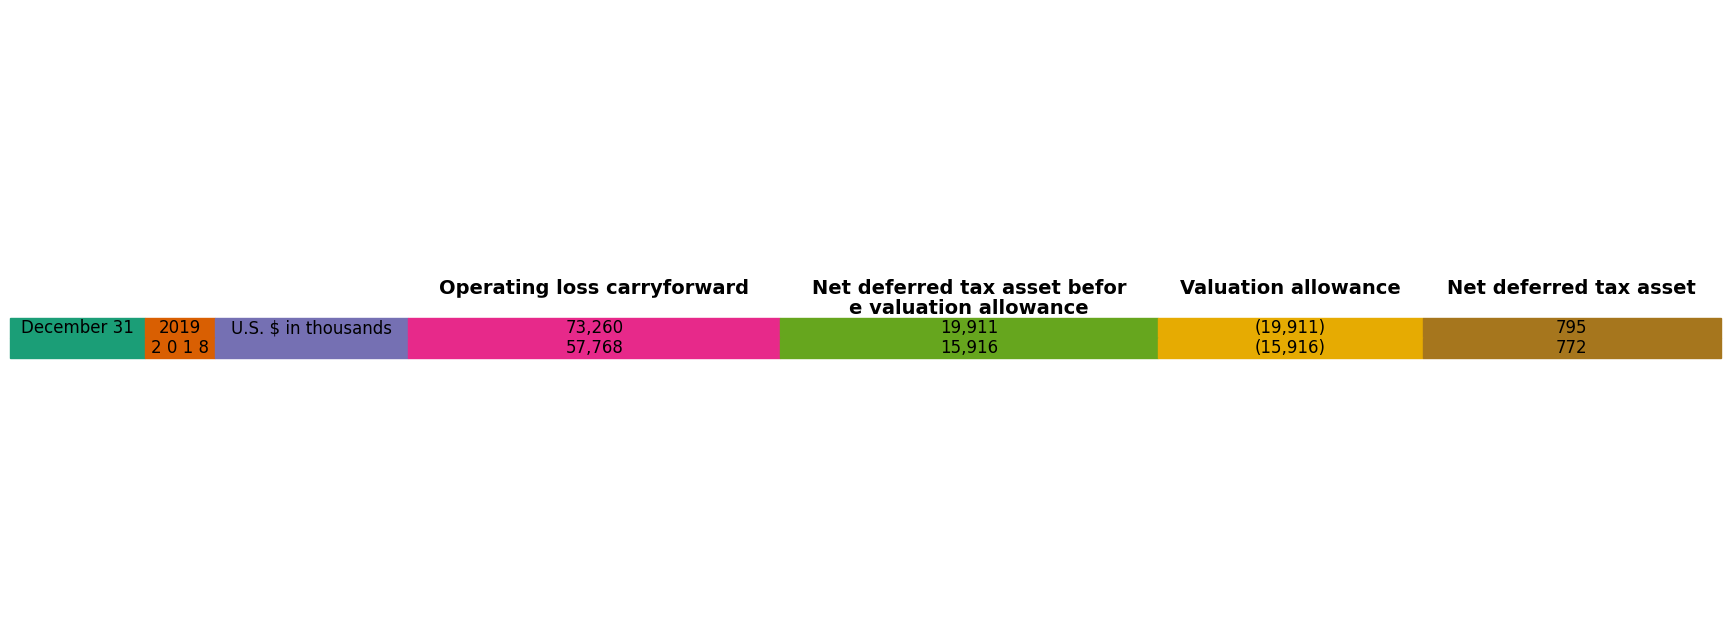 Operating loss carryforward Net deferred tax asset befor Valuation allowance Net deferred tax asset
e valuation allowance
December 31 2019 U.S. $ in thousands 73,260 19,911 (19,911) 795
2 0 1 8 57,768 15,916 (15,916) 772